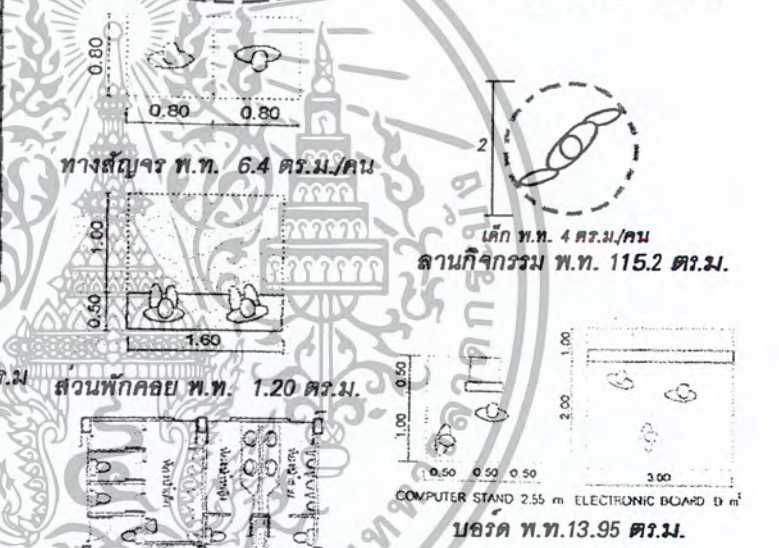 0.80
0.80 0.80
ทางสัญจร พ.ท. 6.4 ตร.ม./คน
1.00
0.50
1.60
ร.ม ส่วนพักคอย พ.ท. 1.20 ตร.ม.
2
เด็ก พ.ท. 4 ตร.ม./คน
ลานกิจกรรม พ.ท. 115.2 ตร.ม.
0.50
1.00
0.50 0.50 0.50
COMPUTER STAND 2.55 m
1.00
2.00
3.00
ELECTRONIC BOARD m²
บอร์ด พ.ท.13.95 ตร.ม.